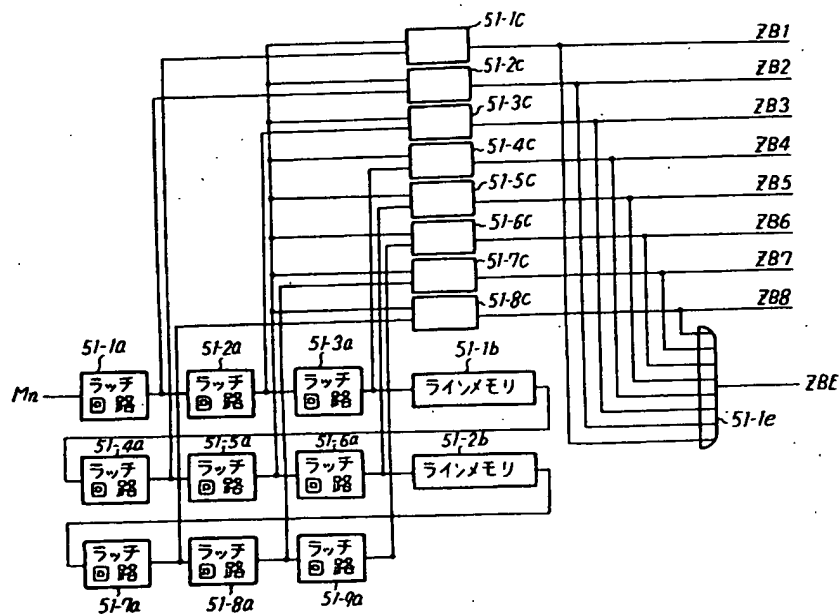 51-1c
ZB1
51-2c
ZB2
51-3c
ZB3
51-4c
ZB4
51-5c
ZB5
51-6c
ZB6
51-7c
ZB7
51-8c
ZB8
51-1a
51-2a
51-3a
51-1b
Mn
ラッチ
回路
ラッチ
回路
ラッチ
回路
ラインメモリ
ZBE
51-1e
51-4a
51-5a
51-6a
51-2b
ラッチ
回路
ラッチ
回路
ラッチ
回路
ラインメモリ
ラッチ
回路
ラッチ
回路
ラッチ
回路
51-7a
51-8a
51-9a